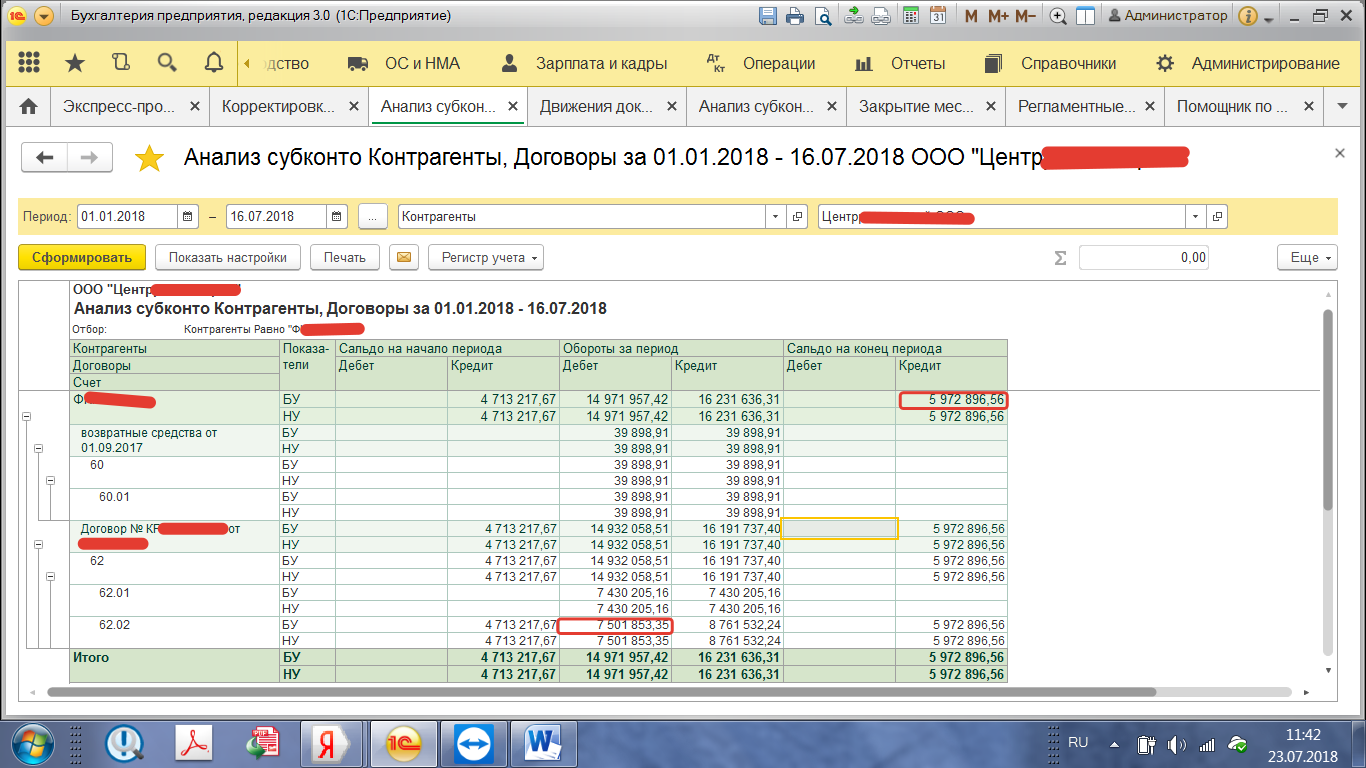 Бухгалтерия предприятия, редакция 3.0 (1С:Предприятие) M M+ M- Администратор
дство ОС и НМА Зарплата и кадры Дт Кт Операции Отчеты Справочники Администрирование
Экспресс-про... Корректировк... Анализ субкон... Движения док... Анализ субкон... Закрытие мес... Регламентные... Помощник по ...
Анализ субконто Контрагенты, Договоры за 01.01.2018 - 16.07.2018 ООО "Центр
Период: 01.01.2018 – 16.07.2018 ... Контрагенты Центр
Сформировать Показать настройки Печать Регистр учета Σ 0,00 Еще
ООО "Центр
Анализ субконто Контрагенты, Договоры за 01.01.2018 - 16.07.2018
Отбор: Контрагенты Равно "Ф
Контрагенты Показа- Сальдо на начало периода Обороты за период Сальдо на конец периода
Договоры тели Дебет Кредит Дебет Кредит Дебет Кредит
Счет
Ф БУ 4 713 217,67 14 971 957,42 16 231 636,31 5 972 896,56
НУ 4 713 217,67 14 971 957,42 16 231 636,31 5 972 896,56
возвратные средства от БУ 39 898,91 39 898,91
01.09.2017 НУ 39 898,91 39 898,91
60 БУ 39 898,91 39 898,91
НУ 39 898,91 39 898,91
60.01 БУ 39 898,91 39 898,91
НУ 39 898,91 39 898,91
Договор № КР от БУ 4 713 217,67 14 932 058,51 16 191 737,40 5 972 896,56
НУ 4 713 217,67 14 932 058,51 16 191 737,40 5 972 896,56
62 БУ 4 713 217,67 14 932 058,51 16 191 737,40 5 972 896,56
НУ 4 713 217,67 14 932 058,51 16 191 737,40 5 972 896,56
62.01 БУ 7 430 205,16 7 430 205,16
НУ 7 430 205,16 7 430 205,16
62.02 БУ 4 713 217,67 7 501 853,35 8 761 532,24 5 972 896,56
НУ 4 713 217,67 7 501 853,35 8 761 532,24 5 972 896,56
Итого БУ 4 713 217,67 14 971 957,42 16 231 636,31 5 972 896,56
НУ 4 713 217,67 14 971 957,42 16 231 636,31 5 972 896,56
RU 11:42
23.07.2018